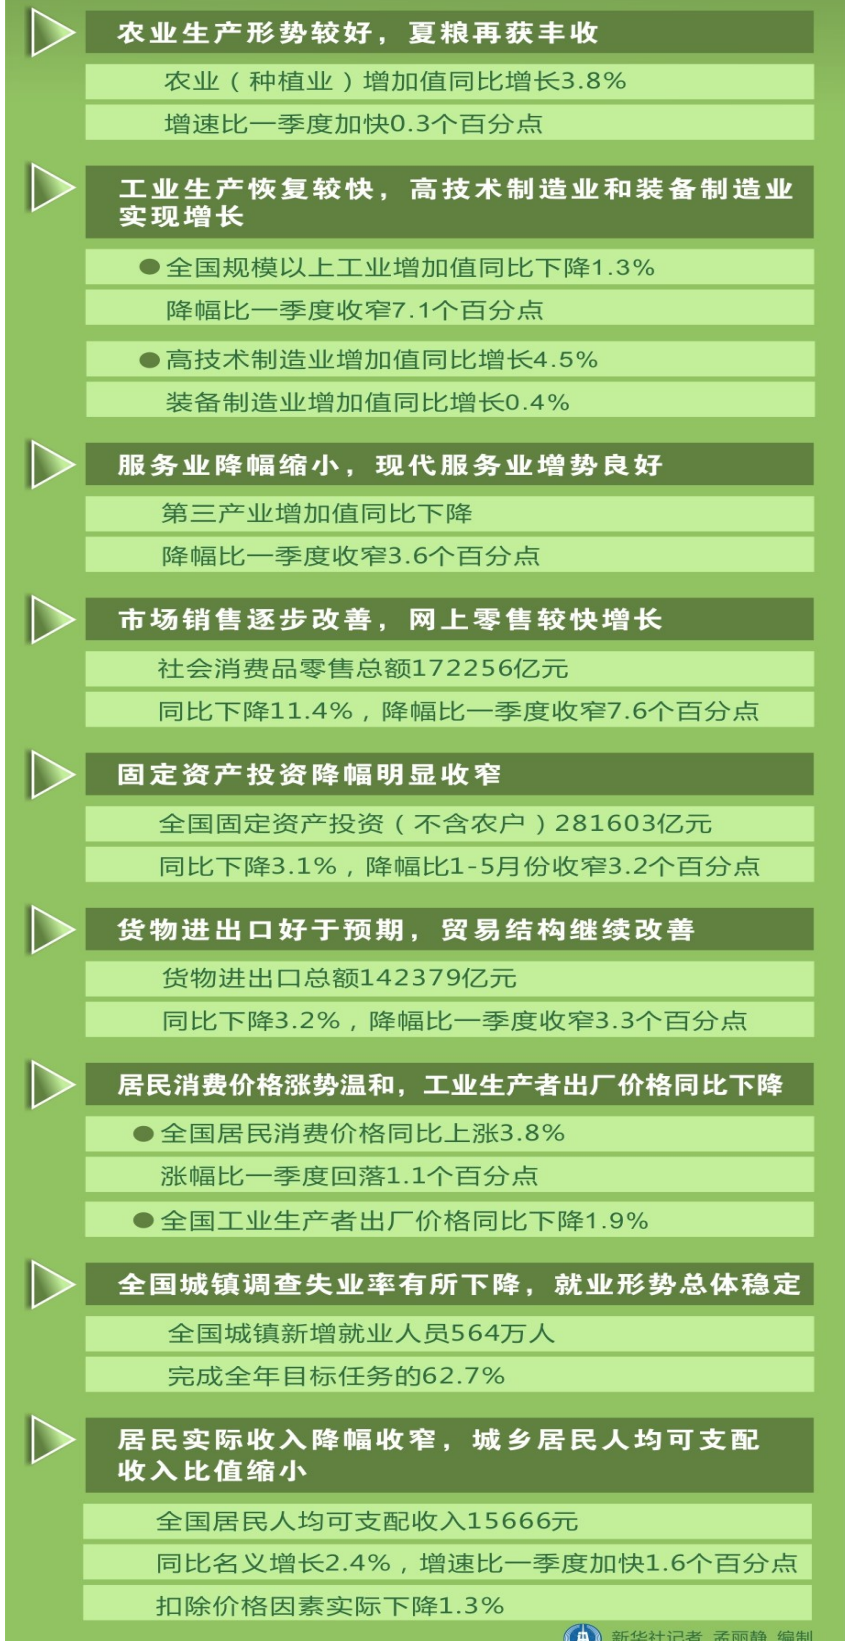 农业生产形势较好，夏粮再获丰收
农业（种植业）增加值同比增长3.8%
增速比一季度加快0.3个百分点
工业生产恢复较快，高技术制造业和装备制造业
实现增长
●全国规模以上工业增加值同比下降1.3%
降幅比一季度收窄7.1个百分点
●高技术制造业增加值同比增长4.5%
装备制造业增加值同比增长0.4%
服务业降幅缩小，现代服务业增势良好
第三产业增加值同比下降
降幅比一季度收窄3.6个百分点
市场销售逐步改善，网上零售较快增长
社会消费品零售总额172256亿元
同比下降11.4%，降幅比一季度收窄7.6个百分点
固定资产投资降幅明显收窄
全国固定资产投资（不含农户）281603亿元
同比下降3.1%，降幅比1-5月份收窄3.2个百分点
货物进出口好于预期，贸易结构继续改善
货物进出口总额142379亿元
同比下降3.2%，降幅比一季度收窄3.3个百分点
居民消费价格涨势温和，工业生产者出厂价格同比下降
●全国居民消费价格同比上涨3.8%
涨幅比一季度回落1.1个百分点
●全国工业生产者出厂价格同比下降1.9%
全国城镇调查失业率有所下降，就业形势总体稳定
全国城镇新增就业人员564万人
完成全年目标任务的62.7%
居民实际收入降幅收窄，城乡居民人均可支配
收入比值缩小
全国居民人均可支配收入15666元
同比名义增长2.4%，增速比一季度加快1.6个百分点
扣除价格因素实际下降1.3%
新华社记者 孟丽静 编制